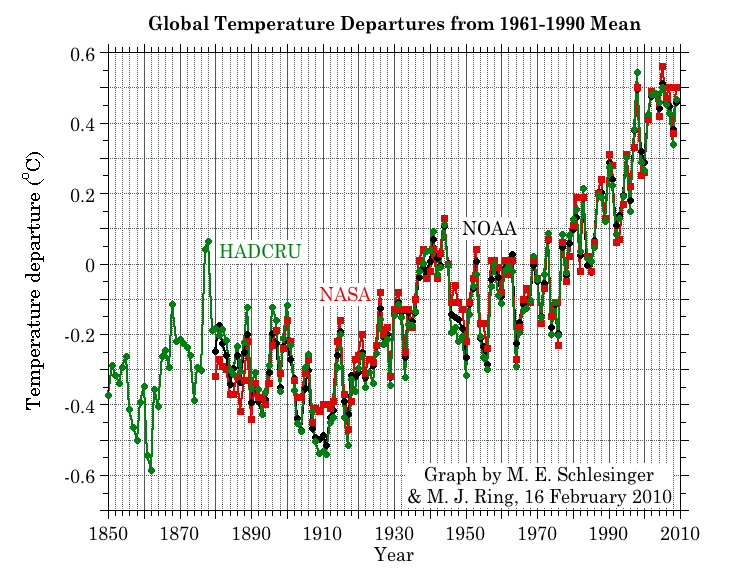 Global Temperature Departures from 1961-1990 Mean
0.6
0.4
0.2
0
-0.2
-0.4
-0.6
Temperature departure (°C)
HADCRU
NASA
NOAA
Graph by M. E. Schlesinger
& M. J. Ring, 16 February 2010
1850 1870 1890 1910 1930 1950 1970 1990 2010
Year